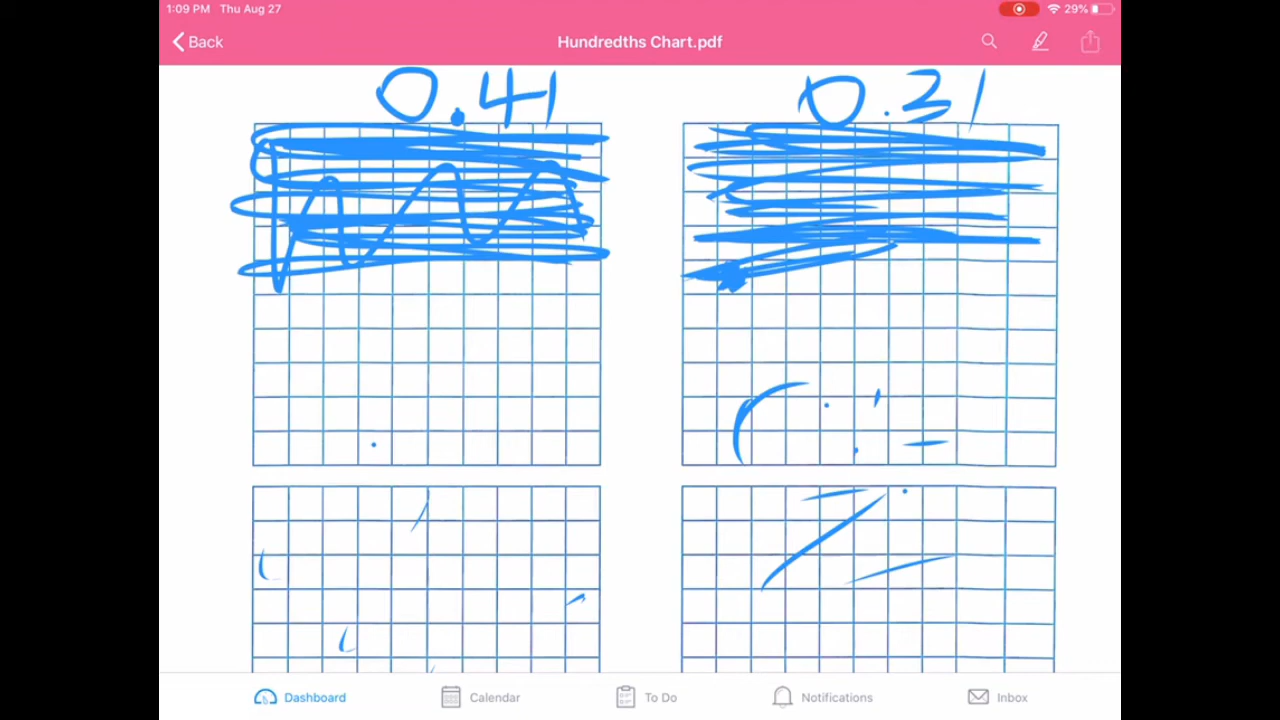 1:09 PM Thu Aug 27 29%
Back Hundredths Chart.pdf
0.41 0.31
Dashboard Calendar To Do Notifications Inbox